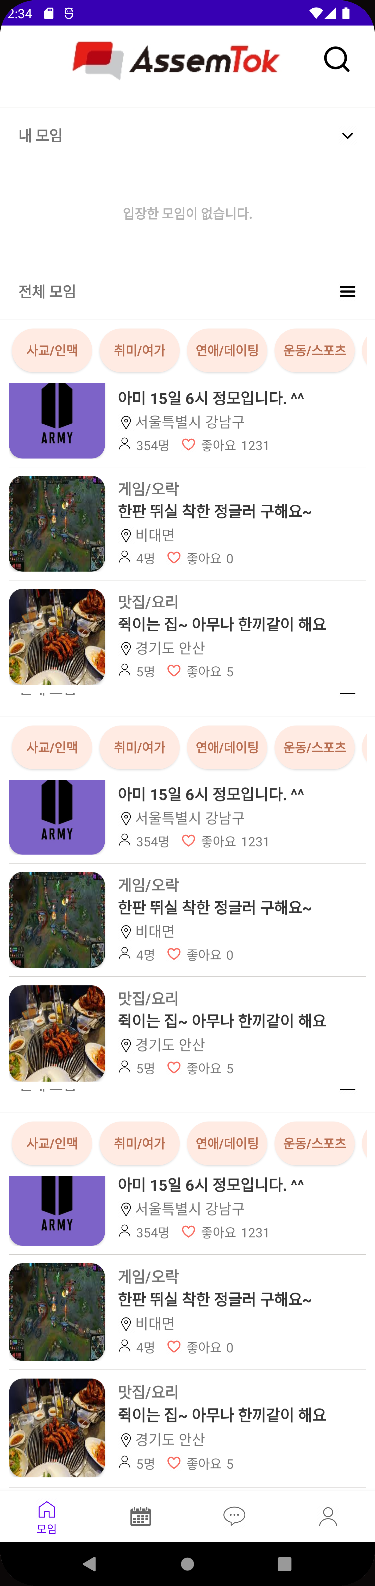 2:34
AssemTok
내 모임
입장한 모임이 없습니다.
전체 모임
사교/인맥 취미/여가 연애/데이팅 운동/스포츠
ARMY
아미 15일 6시 정모입니다. ^^
서울특별시 강남구
354명 좋아요 1231
게임/오락
한판 뛰실 착한 정글러 구해요~
비대면
4명 좋아요 0
맛집/요리
쥑이는 집~ 아무나 한끼같이 해요
경기도 안산
5명 좋아요 5
사교/인맥 취미/여가 연애/데이팅 운동/스포츠
ARMY
아미 15일 6시 정모입니다. ^^
서울특별시 강남구
354명 좋아요 1231
게임/오락
한판 뛰실 착한 정글러 구해요~
비대면
4명 좋아요 0
맛집/요리
쥑이는 집~ 아무나 한끼같이 해요
경기도 안산
5명 좋아요 5
사교/인맥 취미/여가 연애/데이팅 운동/스포츠
ARMY
아미 15일 6시 정모입니다. ^^
서울특별시 강남구
354명 좋아요 1231
게임/오락
한판 뛰실 착한 정글러 구해요~
비대면
4명 좋아요 0
맛집/요리
쥑이는 집~ 아무나 한끼같이 해요
경기도 안산
5명 좋아요 5
모임